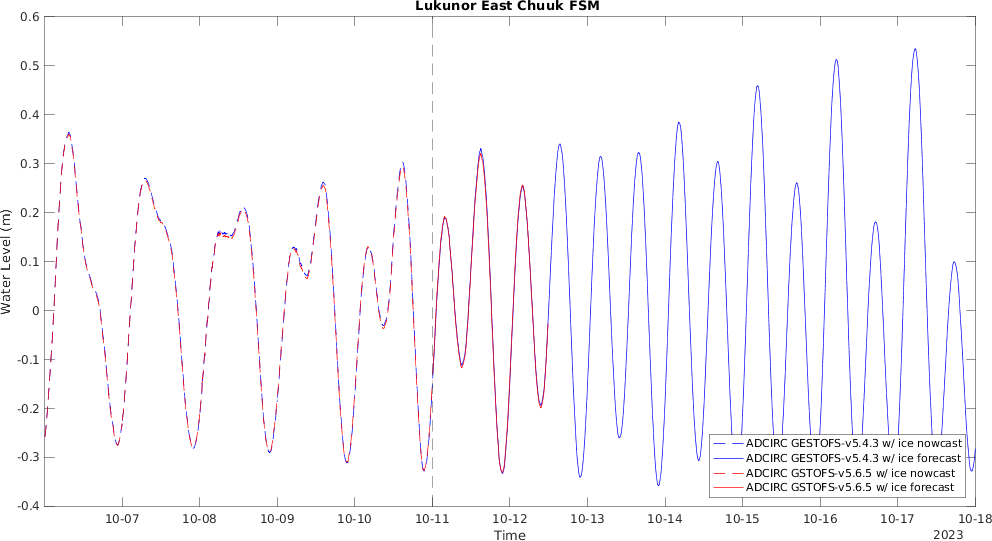 Lukunor East Chuuk FSM
0.6
0.5
0.4
0.3
0.2
0.1
0
-0.1
-0.2
-0.3
-0.4
Water Level (m)
ADCIRC GESTOFS-v5.4.3 w/ ice nowcast
ADCIRC GESTOFS-v5.4.3 w/ ice forecast
ADCIRC GSTOFS-v5.6.5 w/ ice nowcast
ADCIRC GSTOFS-v5.6.5 w/ ice forecast
10-07 10-08 10-09 10-10 10-11 10-12 10-13 10-14 10-15 10-16 10-17 10-18
Time
2023